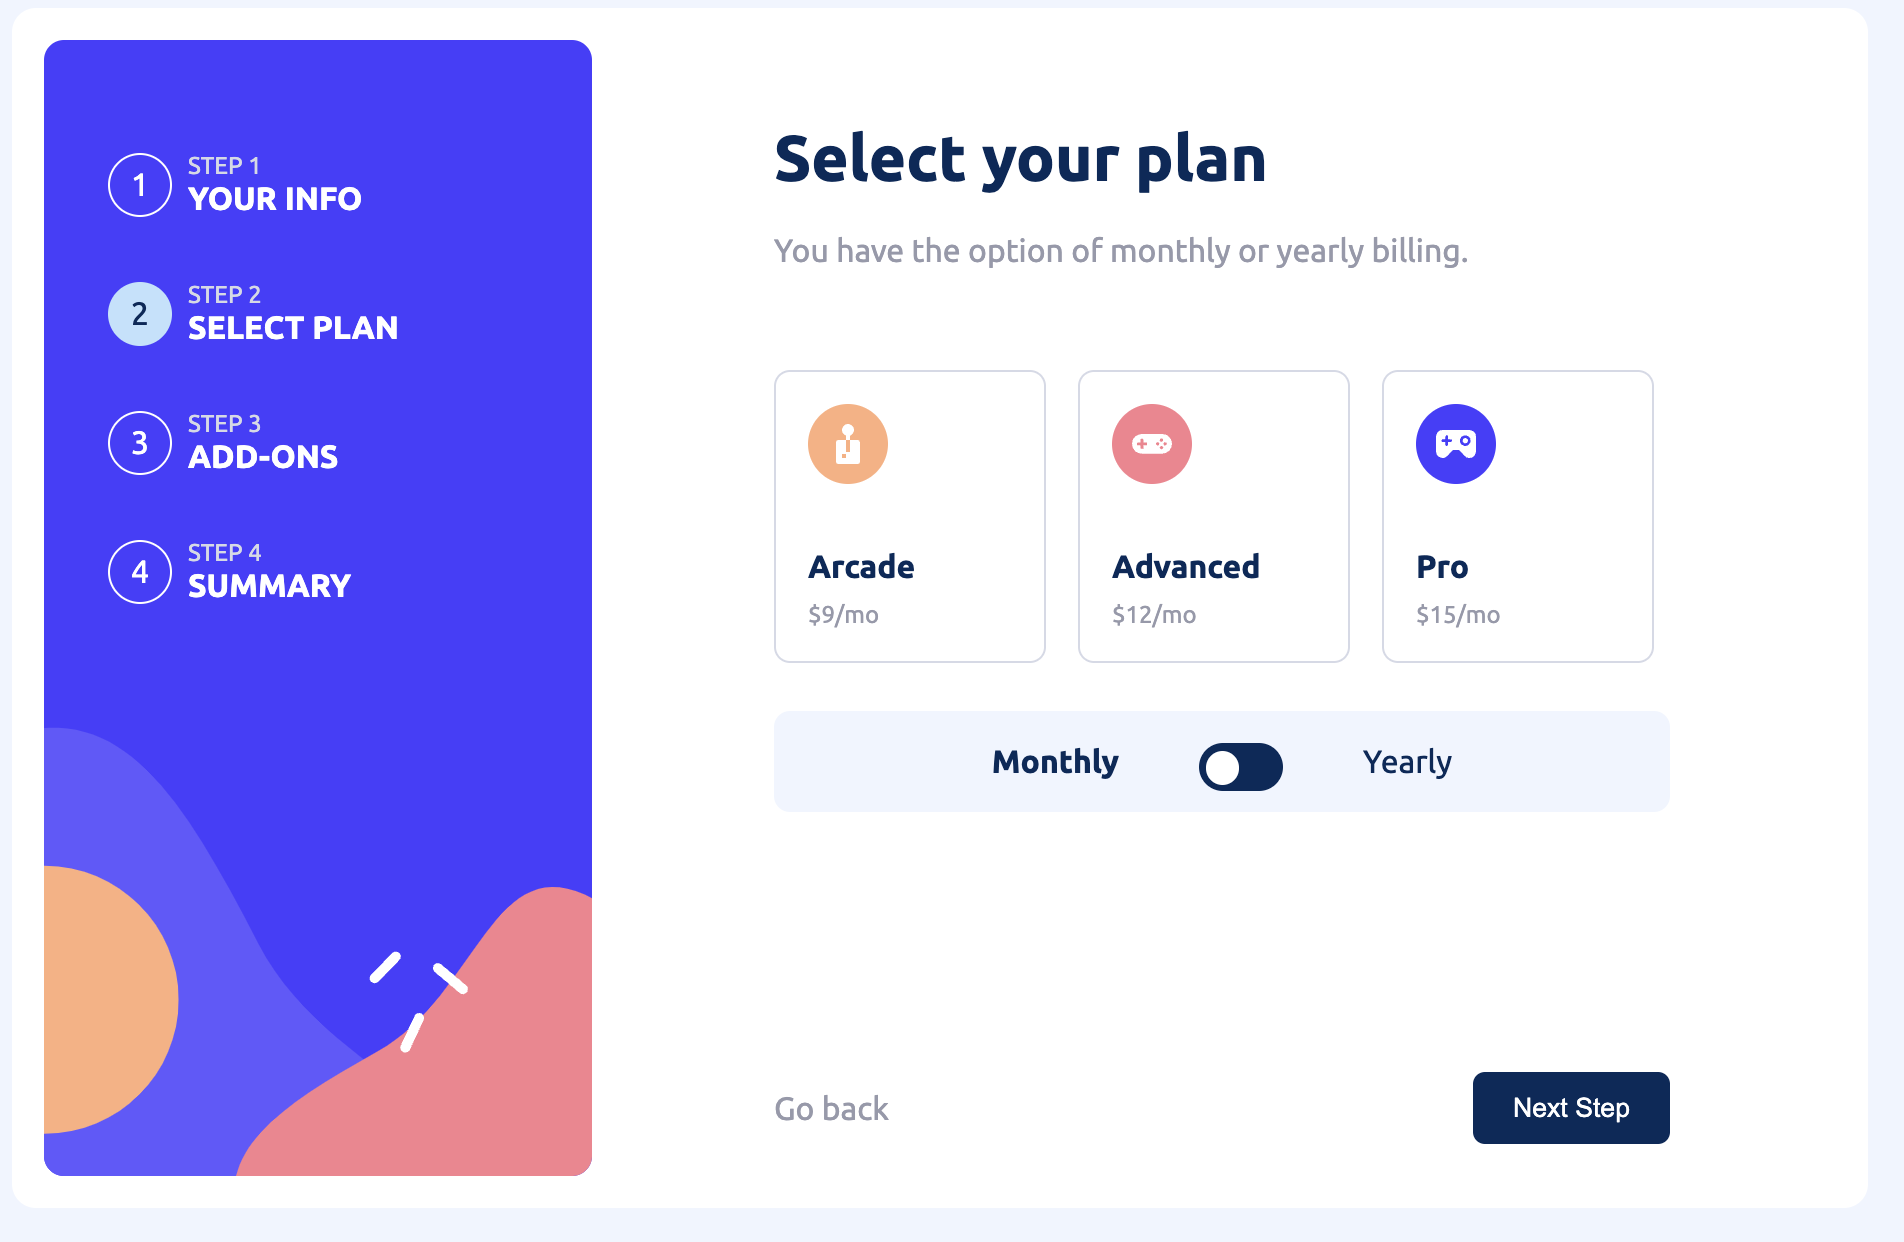 1
STEP 1
YOUR INFO
2
STEP 2
SELECT PLAN
3
STEP 3
ADD-ONS
4
STEP 4
SUMMARY
Select your plan
You have the option of monthly or yearly billing.
Arcade
$9/mo
Advanced
$12/mo
Pro
$15/mo
Monthly
Yearly
Go back
Next Step